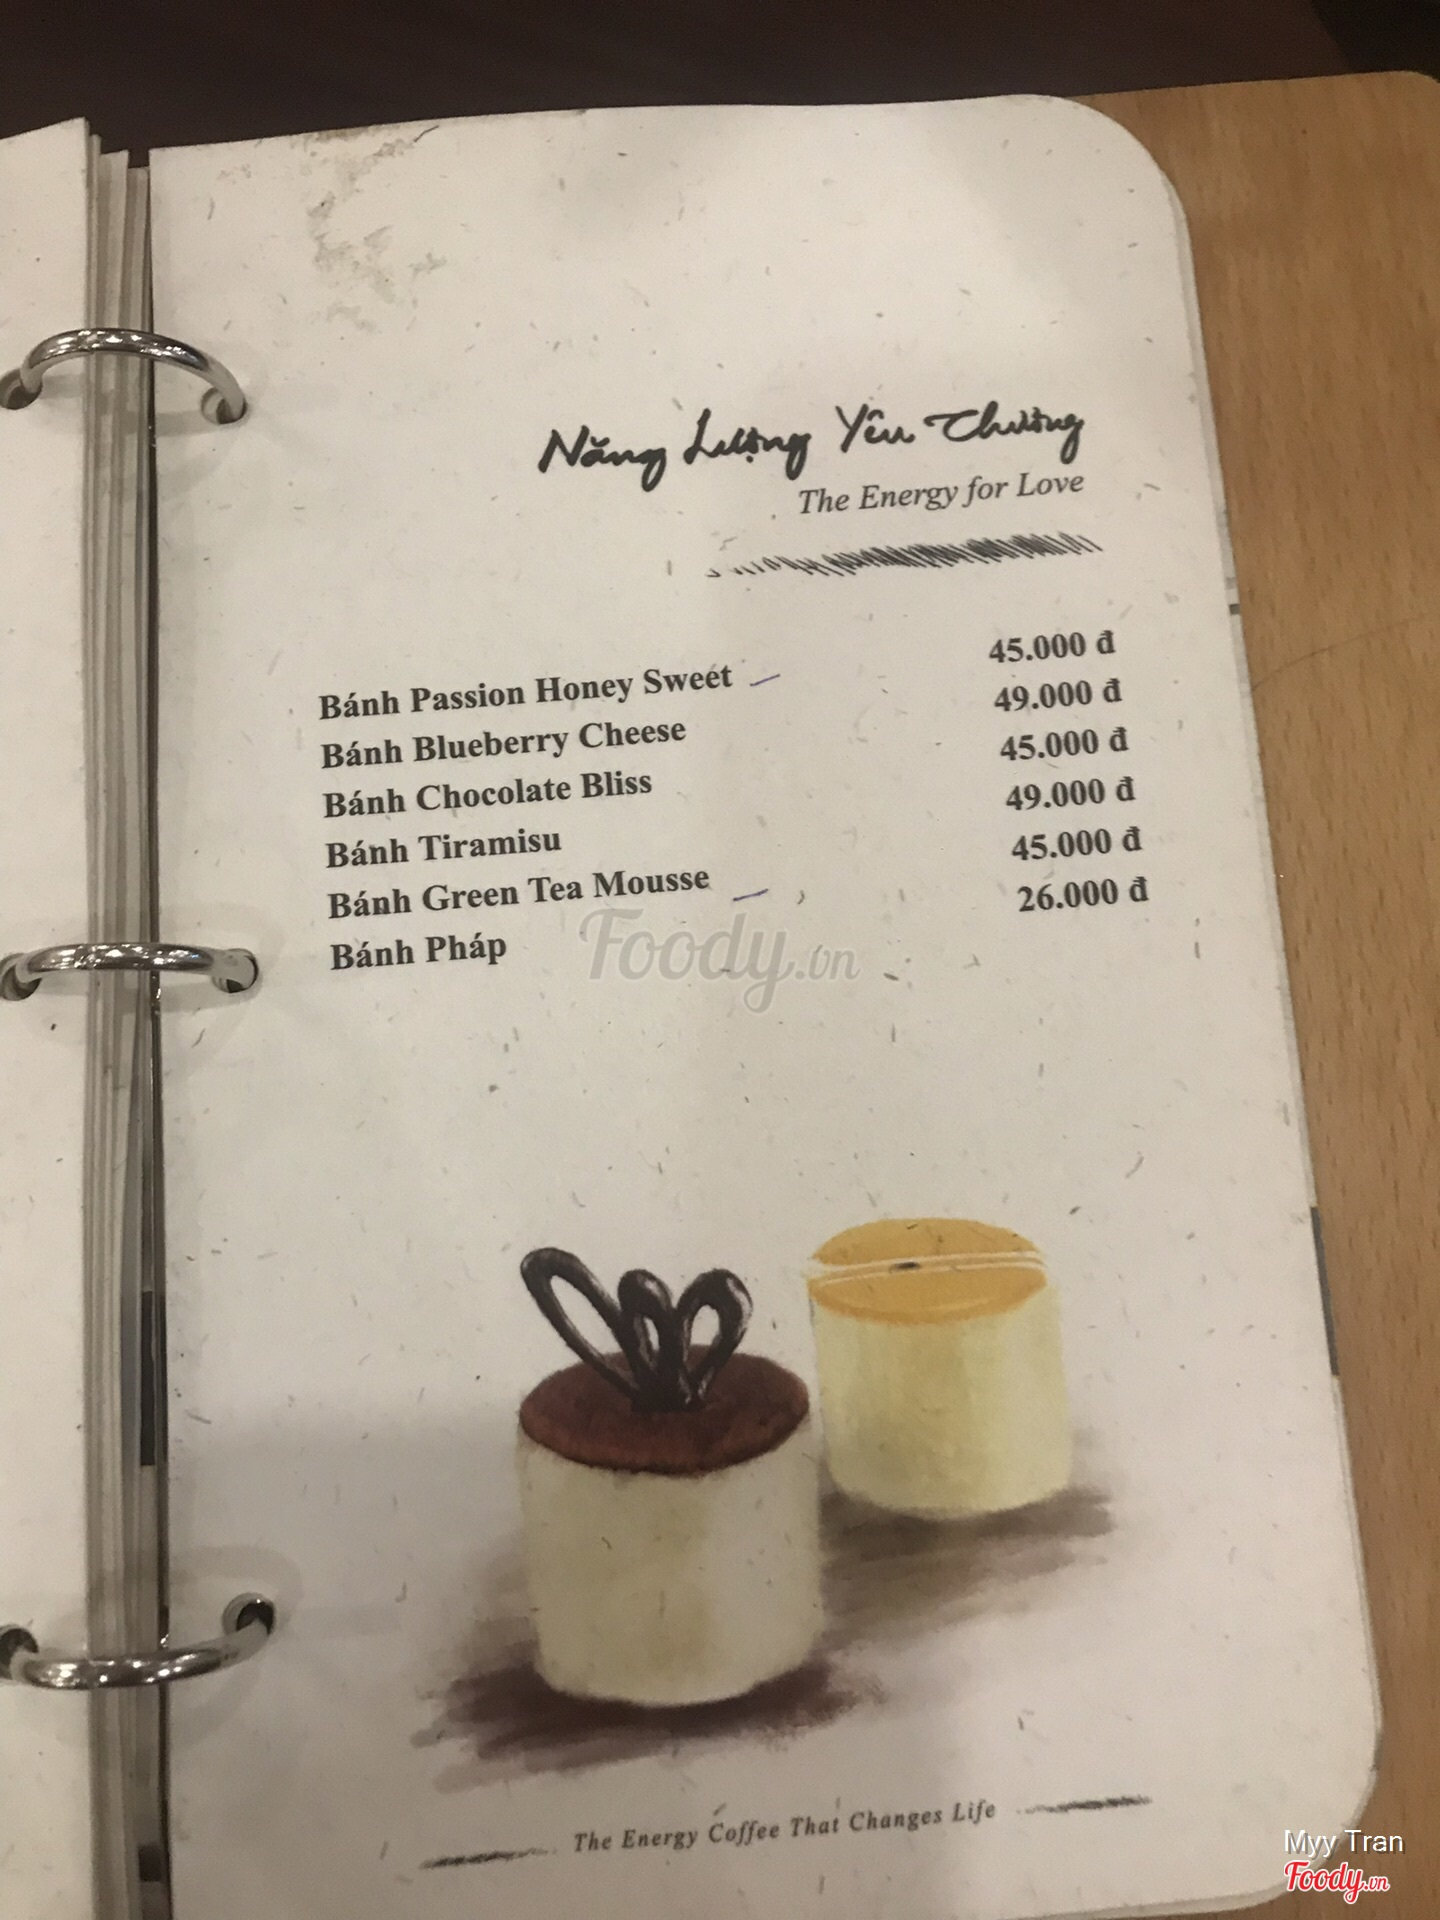 Năng Lượng Yêu Thương
The Energy for Love
Bánh Passion Honey Sweet 45.000 đ
Bánh Blueberry Cheese 49.000 đ
Bánh Chocolate Bliss 45.000 đ
Bánh Tiramisu 49.000 đ
Bánh Green Tea Mousse 45.000 đ
Bánh Pháp 26.000 đ
Foody.vn
The Energy Coffee That Changes Life
Myy Tran
Foody.vn